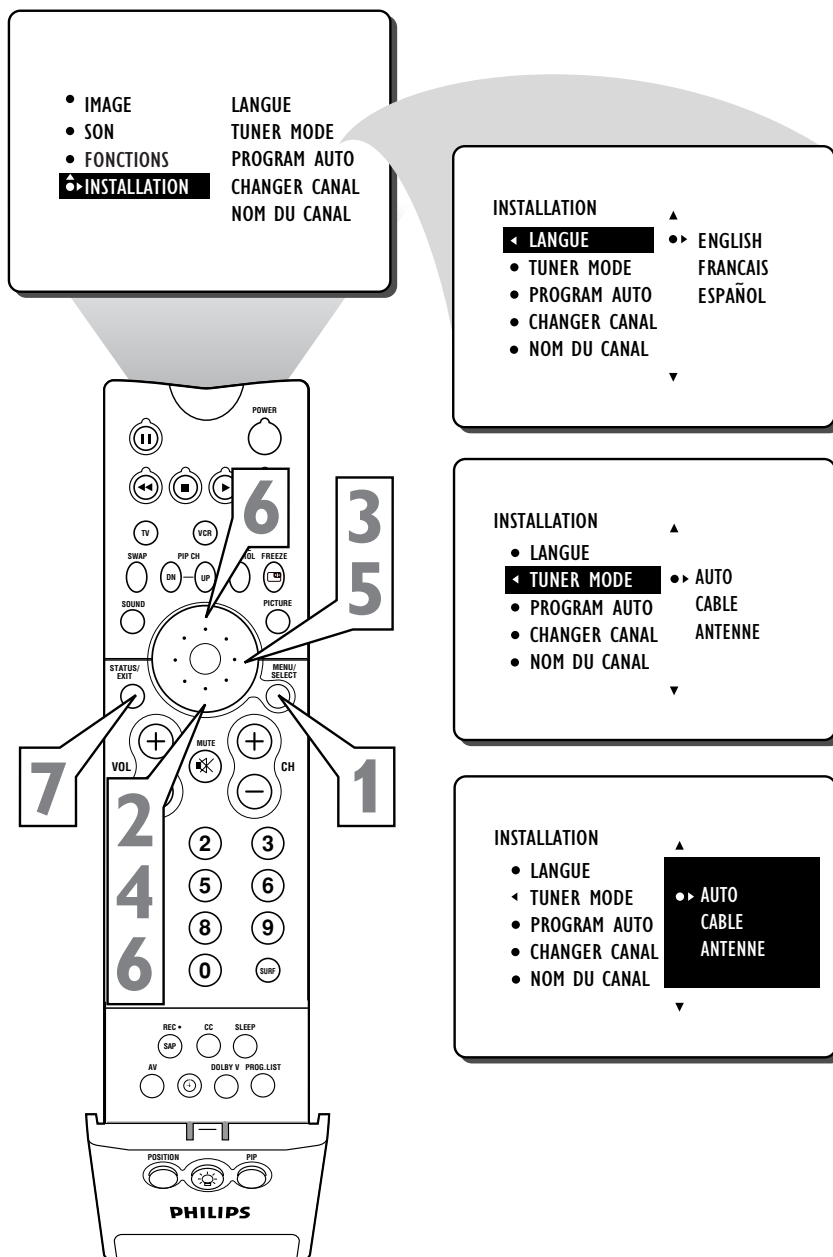 IMAGE LANGUE
SON TUNER MODE
FONCTIONS PROGRAM AUTO
INSTALLATION CHANGER CANAL
NOM DU CANAL
INSTALLATION
LANGUE ENGLISH
TUNER MODE FRANCAIS
PROGRAM AUTO ESPAÑOL
CHANGER CANAL
NOM DU CANAL
INSTALLATION
LANGUE
TUNER MODE AUTO
PROGRAM AUTO CABLE
CHANGER CANAL ANTENNE
NOM DU CANAL
INSTALLATION
LANGUE
TUNER MODE AUTO
PROGRAM AUTO CABLE
CHANGER CANAL ANTENNE
NOM DU CANAL
POWER
TV VCR
6
3
5
SWAP PIP CH FREEZE
DN UP
SOUND PICTURE
STATUS/
EXIT
MENU/
SELECT
MUTE
VOL CH
7
1
2
4
6
2 3
5 6
8 9
0 SURF
REC • CC SLEEP
SAP
AV DOLBY V PROG.LIST
POSITION PIP
PHILIPS